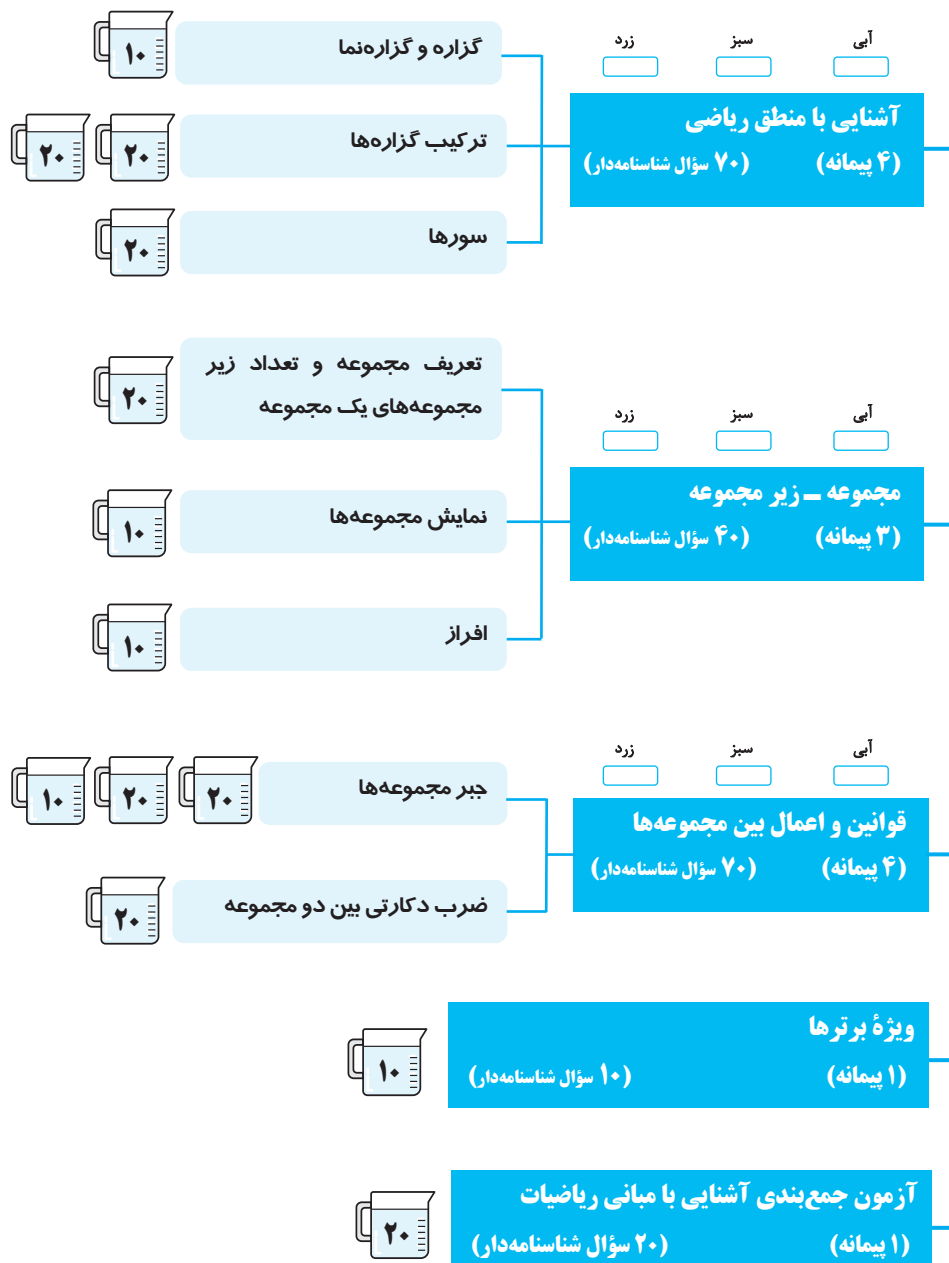 آبی سبز زرد
آشنایی با منطق ریاضی
(۴ پیمانه) (۷۰ سؤال شناسنامه‌دار)
گزاره و گزاره‌نما
۱۰
ترکیب گزاره‌ها
۲۰ ۲۰
سورها
۲۰
آبی سبز زرد
مجموعه ـ زیر مجموعه
(۳ پیمانه) (۴۰ سؤال شناسنامه‌دار)
تعریف مجموعه و تعداد زیر
مجموعه‌های یک مجموعه
۲۰
نمایش مجموعه‌ها
۱۰
افراز
۱۰
آبی سبز زرد
قوانین و اعمال بین مجموعه‌ها
(۴ پیمانه) (۷۰ سؤال شناسنامه‌دار)
جبر مجموعه‌ها
۲۰ ۲۰ ۱۰
ضرب دکارتی بین دو مجموعه
۲۰
ویژهٔ برترها
(۱ پیمانه) (۱۰ سؤال شناسنامه‌دار)
۱۰
آزمون جمع‌بندی آشنایی با مبانی ریاضیات
(۱ پیمانه) (۲۰ سؤال شناسنامه‌دار)
۲۰